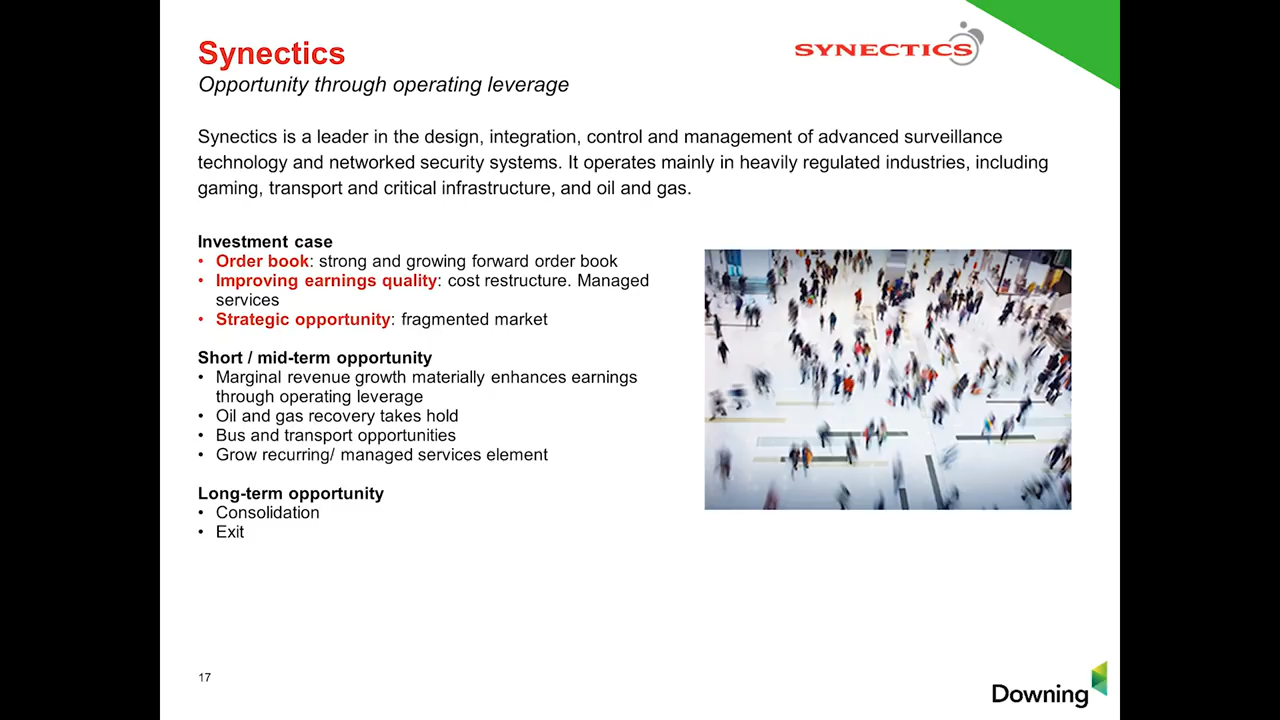 Synectics
SYNECTICS
Opportunity through operating leverage
Synectics is a leader in the design, integration, control and management of advanced surveillance
technology and networked security systems. It operates mainly in heavily regulated industries, including
gaming, transport and critical infrastructure, and oil and gas.
Investment case
• Order book: strong and growing forward order book
• Improving earnings quality: cost restructure. Managed
services
• Strategic opportunity: fragmented market
Short / mid-term opportunity
• Marginal revenue growth materially enhances earnings
through operating leverage
• Oil and gas recovery takes hold
• Bus and transport opportunities
• Grow recurring/ managed services element
Long-term opportunity
• Consolidation
• Exit
17
Downing